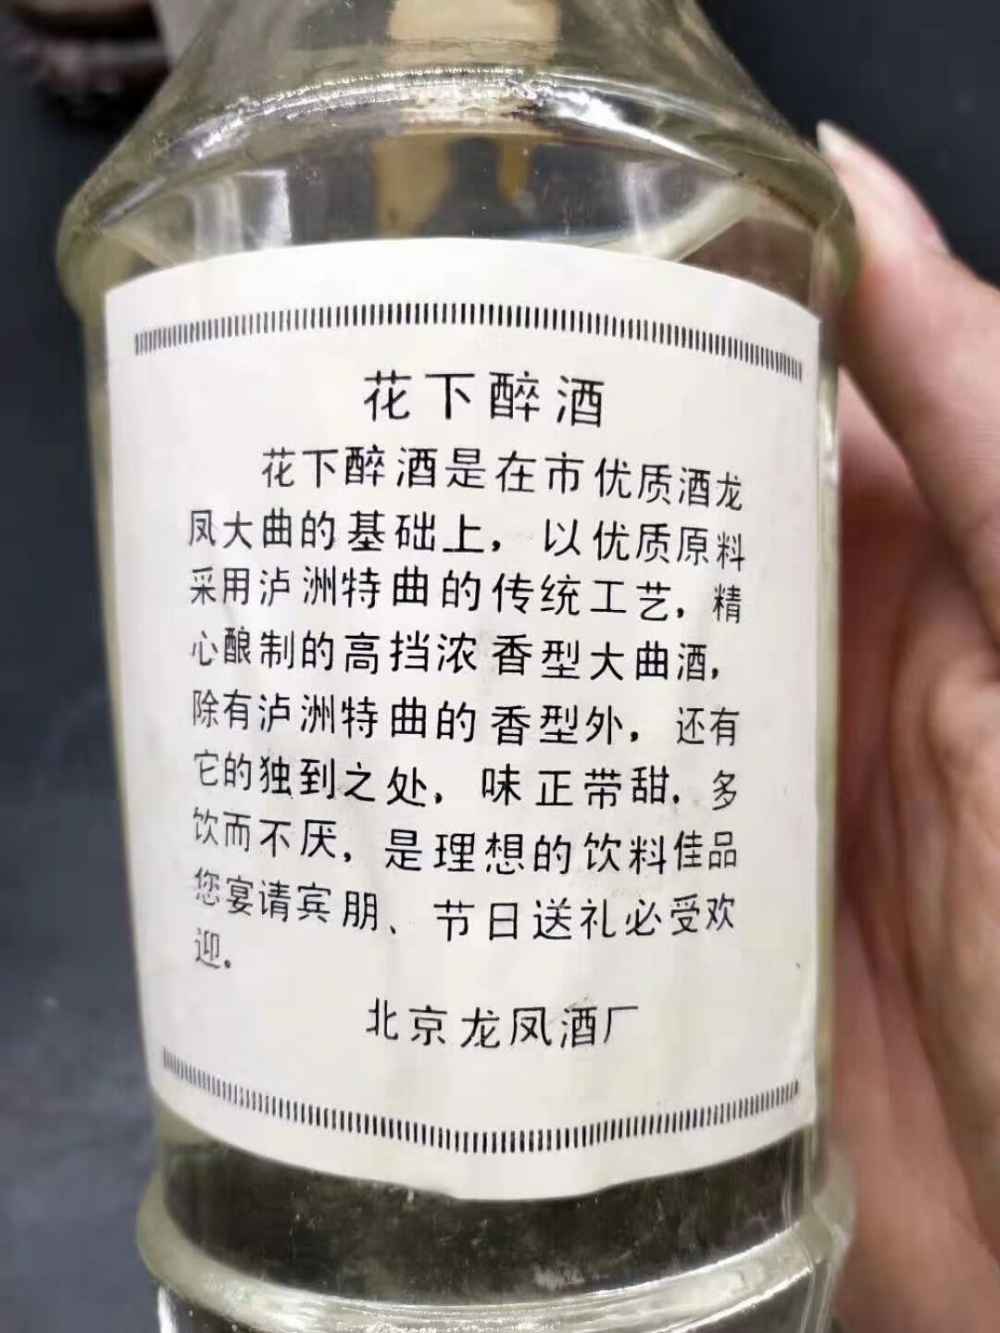 花下醉酒
花下醉酒是在市优质酒龙
凤大曲的基础上，以优质原料
采用泸洲特曲的传统工艺，精
心酿制的高挡浓香型大曲酒，
除有泸洲特曲的香型外，还有
它的独到之处，味正带甜，多
饮而不厌，是理想的饮料佳品
您宴请宾朋、节日送礼必受欢
迎。
北京龙凤酒厂